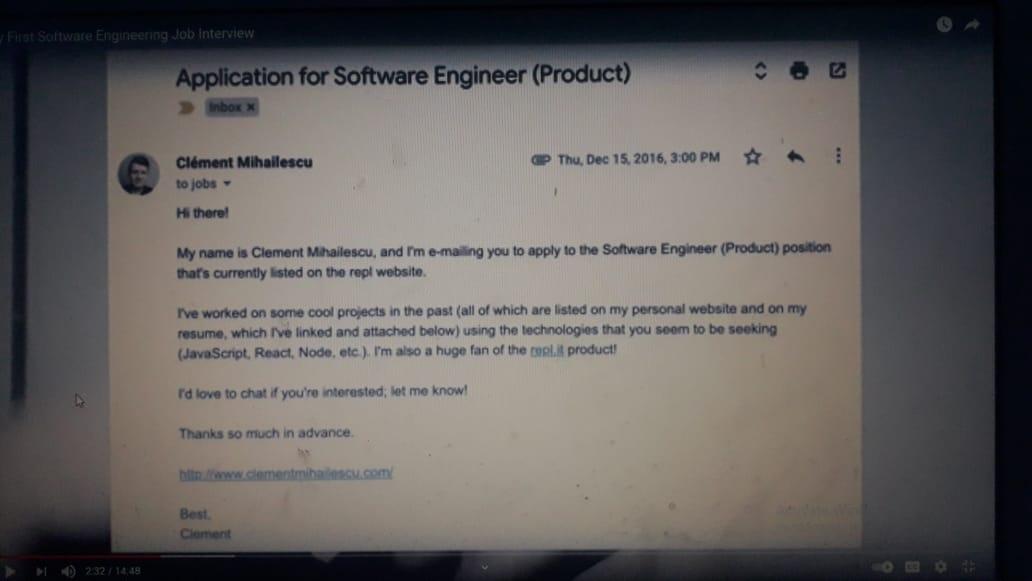 First Software Engineering Job Interview
Application for Software Engineer (Product)
Inbox x
Clément Mihailescu
Thu, Dec 15, 2016, 3:00 PM
to jobs
Hi there!
My name is Clement Mihailescu, and I'm e-mailing you to apply to the Software Engineer (Product) position
that's currently listed on the repl website.
I've worked on some cool projects in the past (all of which are listed on my personal website and on my
resume, which I've linked and attached below) using the technologies that you seem to be seeking
(JavaScript, React, Node, etc.). I'm also a huge fan of the repl.it product!
I'd love to chat if you're interested; let me know!
Thanks so much in advance.
http://www.clementmihailescu.com/
Best,
Clement
2:32 / 14:48
CC